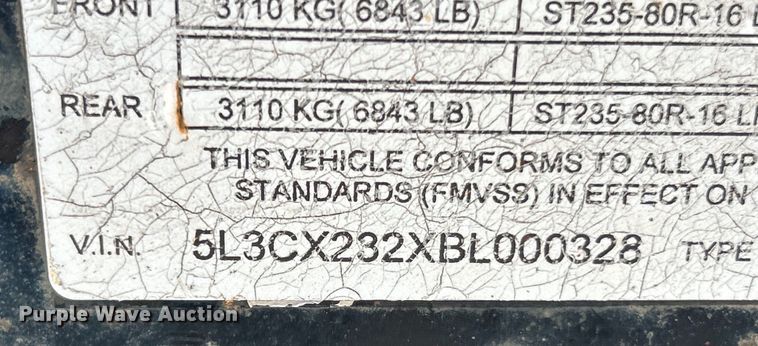 FRONT 3110 KG( 6843 LB) ST235-80R-16
REAR 3110 KG( 6843 LB) ST235-80R-16
THIS VEHICLE CONFORMS TO ALL APP
STANDARDS (FMVSS) IN EFFECT ON
V.I.N. 5L3CX232XBL000328 TYPE
Purple Wave Auction